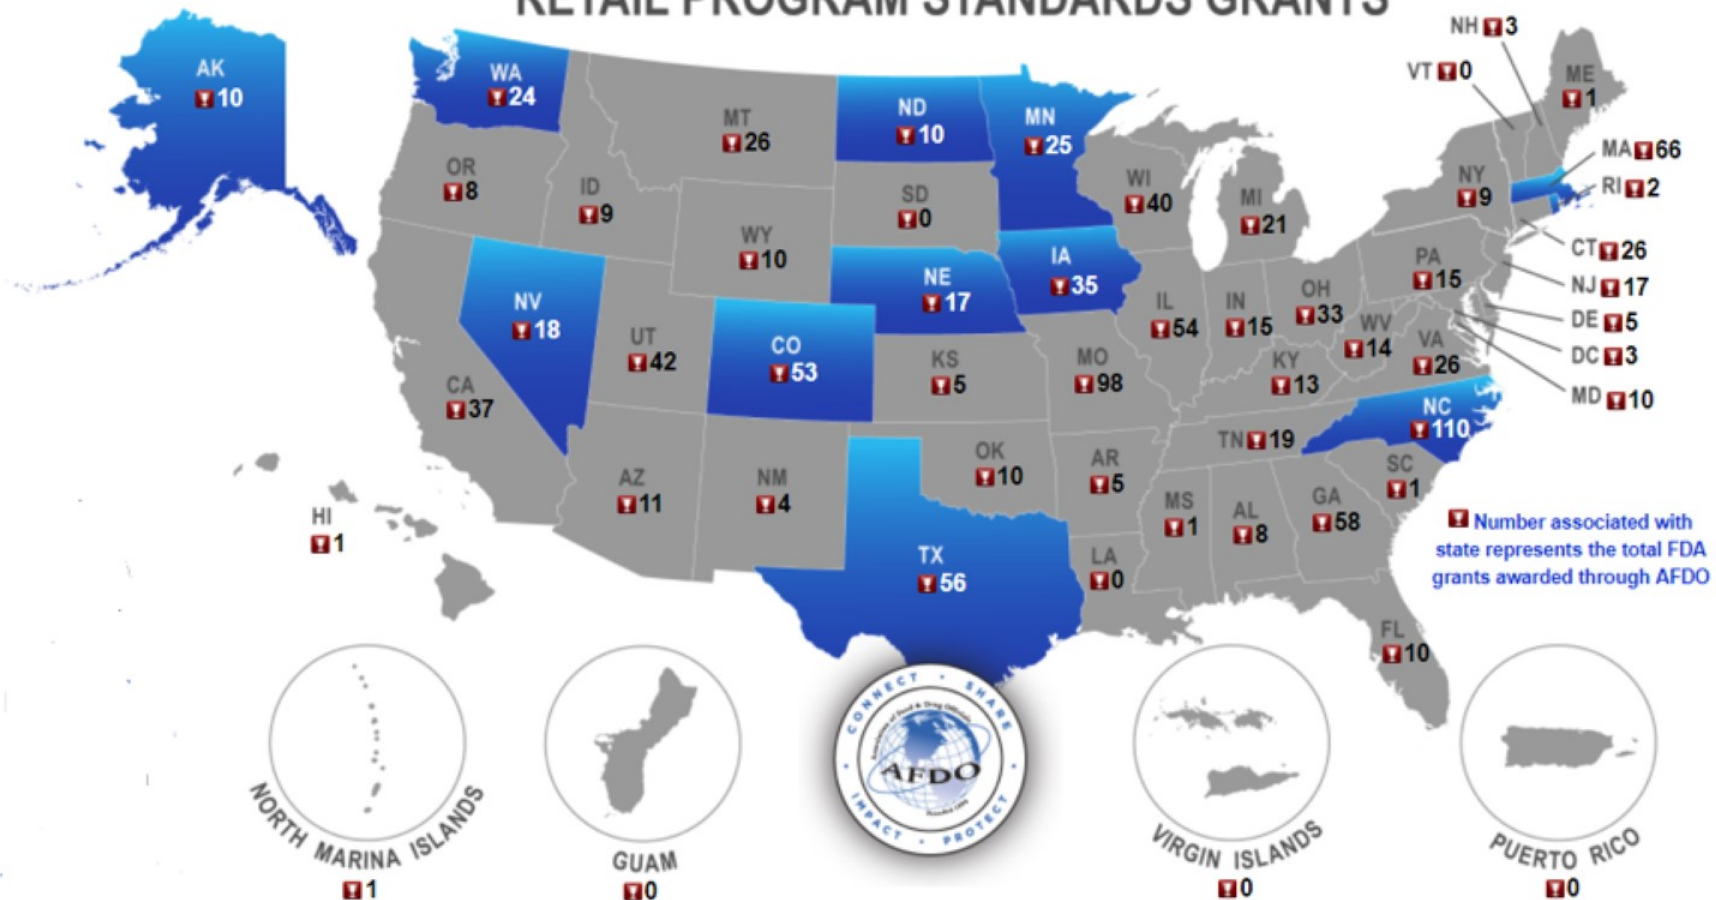 RETAIL PROGRAM STANDARDS GRANTS
NH 3
VT 0
ME
1
AK
10
WA
24
MT
26
ND
10
MN
25
MA 66
RI 2
OR
8
ID
9
SD
0
WI
40
MI
21
NY
9
WY
10
IA
35
CT 26
NJ 17
DE 5
DC 3
MD 10
NV
18
NE
17
PA
15
UT
42
CO
53
IL
54
IN
15
OH
33
WV
14
VA
26
CA
37
KS
5
MO
98
KY
13
NC
110
TN 19
AZ
11
NM
4
OK
10
AR
5
SC
1
MS
1
AL
8
GA
58
HI
1
TX
56
LA
0
FL
10
Number associated with
state represents the total FDA
grants awarded through AFDO
CONNECT • SHARE
Association of Food & Drug Officials
AFDO
IMPACT • PROTECT
NORTH MARINA ISLANDS
1
GUAM
0
VIRGIN ISLANDS
0
PUERTO RICO
0